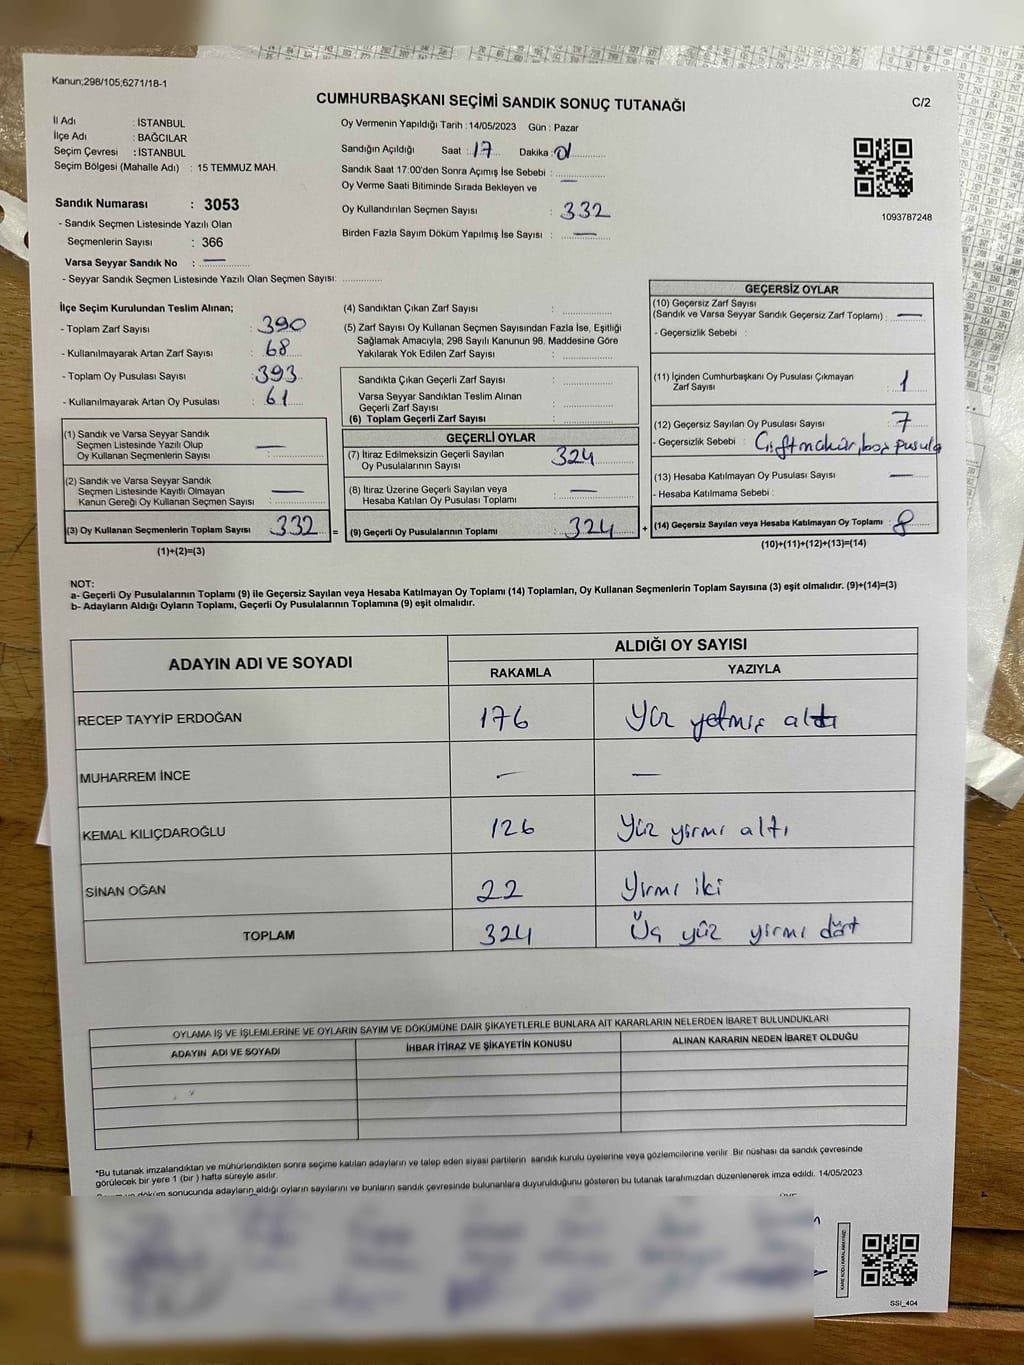 Kanun;298/105;6271/18-1
CUMHURBAŞKANI SEÇİMİ SANDIK SONUÇ TUTANAĞI
C/2
İl Adı : İSTANBUL
İlçe Adı : BAĞCILAR
Seçim Çevresi : İSTANBUL
Seçim Bölgesi (Mahalle Adı) : 15 TEMMUZ MAH.
Sandık Numarası : 3053
- Sandık Seçmen Listesinde Yazılı Olan
Seçmenlerin Sayısı : 366
Varsa Seyyar Sandık No : —
- Seyyar Sandık Seçmen Listesinde Yazılı Olan Seçmen Sayısı: ............
Oy Vermenin Yapıldığı Tarih : 14/05/2023 Gün : Pazar
Sandığın Açıldığı Saat : 17 Dakika :
Sandık Saat 17:00'den Sonra Açımış İse Sebebi : ............
Oy Verme Saati Bitiminde Sırada Bekleyen ve
Oy Kullandırılan Seçmen Sayısı : 332
Birden Fazla Sayım Döküm Yapılmış İse Sayısı : —
1093787248
İlçe Seçim Kurulundan Teslim Alınan;
- Toplam Zarf Sayısı : 390
- Kullanılmayarak Artan Zarf Sayısı : 68
- Toplam Oy Pusulası Sayısı : 393
- Kullanılmayarak Artan Oy Pusulası : 61
(1) Sandık ve Varsa Seyyar Sandık
Seçmen Listesinde Yazılı Olup
Oy Kullanan Seçmenlerin Sayısı : —
(2) Sandık ve Varsa Seyyar Sandık
Seçmen Listesinde Kayıtlı Olmayan
Kanun Gereği Oy Kullanan Seçmen Sayısı : —
(3) Oy Kullanan Seçmenlerin Toplam Sayısı 332 =
(1)+(2)=(3)
(4) Sandıktan Çıkan Zarf Sayısı : ............
(5) Zarf Sayısı Oy Kullanan Seçmen Sayısından Fazla İse, Eşitliği
Sağlamak Amacıyla; 298 Sayılı Kanunun 98. Maddesine Göre
Yakılarak Yok Edilen Zarf Sayısı : ............
Sandıkta Çıkan Geçerli Zarf Sayısı : ............
Varsa Seyyar Sandıktan Teslim Alınan
Geçerli Zarf Sayısı : ............
(6) Toplam Geçerli Zarf Sayısı : ............
GEÇERLİ OYLAR
(7) İtiraz Edilmeksizin Geçerli Sayılan
Oy Pusulalarının Sayısı : 324
(8) İtiraz Üzerine Geçerli Sayılan veya
Hesaba Katılan Oy Pusulası Toplamı : —
(9) Geçerli Oy Pusulalarının Toplamı : 324 +
GEÇERSİZ OYLAR
(10) Geçersiz Zarf Sayısı
(Sandık ve Varsa Seyyar Sandık Geçersiz Zarf Toplamı) : —
- Geçersizlik Sebebi :
(11) İçinden Cumhurbaşkanı Oy Pusulası Çıkmayan
Zarf Sayısı : 1
(12) Geçersiz Sayılan Oy Pusulası Sayısı : 7
- Geçersizlik Sebebi : Çift mühür, boş pusula
(13) Hesaba Katılmayan Oy Pusulası Sayısı : —
- Hesaba Katılmama Sebebi :
(14) Geçersiz Sayılan veya Hesaba Katılmayan Oy Toplamı : 8
(10)+(11)+(12)+(13)=(14)
NOT:
a- Geçerli Oy Pusulalarının Toplamı (9) ile Geçersiz Sayılan veya Hesaba Katılmayan Oy Toplamı (14) Toplamları, Oy Kullanan Seçmenlerin Toplam Sayısına (3) eşit olmalıdır. (9)+(14)=(3)
b- Adayların Aldığı Oyların Toplamı, Geçerli Oy Pusulalarının Toplamına (9) eşit olmalıdır.
ADAYIN ADI VE SOYADI
ALDIĞI OY SAYISI
RAKAMLA YAZIYLA
RECEP TAYYİP ERDOĞAN 176 Yüz yetmiş altı
MUHARREM İNCE — —
KEMAL KILIÇDAROĞLU 126 Yüz yirmi altı
SİNAN OĞAN 22 Yirmi iki
TOPLAM 324 Üç yüz yirmi dört
OYLAMA İŞ VE İŞLEMLERİNE VE OYLARIN SAYIM VE DÖKÜMÜNE DAİR ŞİKAYETLERLE BUNLARA AİT KARARLARIN NELERDEN İBARET BULUNDUKLARI
ADAYIN ADI VE SOYADI İHBAR İTİRAZ VE ŞİKAYETİN KONUSU ALINAN KARARIN NEDEN İBARET OLDUĞU
*Bu tutanak imzalandıktan ve mühürlendikten sonra seçime katılan adayların ve talep eden siyasi partilerin sandık kurulu üyelerine veya gözlemcilerine verilir. Bir nüshası da sandık çevresinde
görülecek bir yere 1 (bir ) hafta süreyle asılır.
döküm sonucunda adayların aldığı oyların sayılarını ve bunların sandık çevresinde bulunanlara duyurulduğunu gösteren bu tutanak tarafımızdan düzenlenerek imza edildi. 14/05/2023
SSI_404